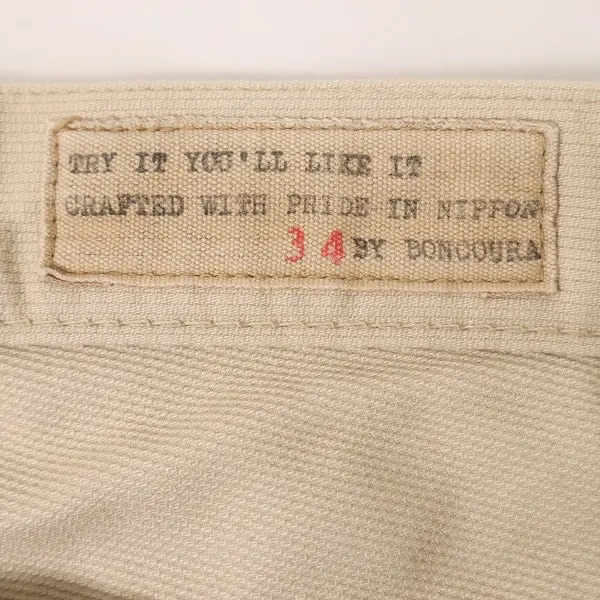 TRY IT YOU'LL LIKE IT
CRAFTED WITH PRIDE IN NIPPON
34 BY BONCOURA